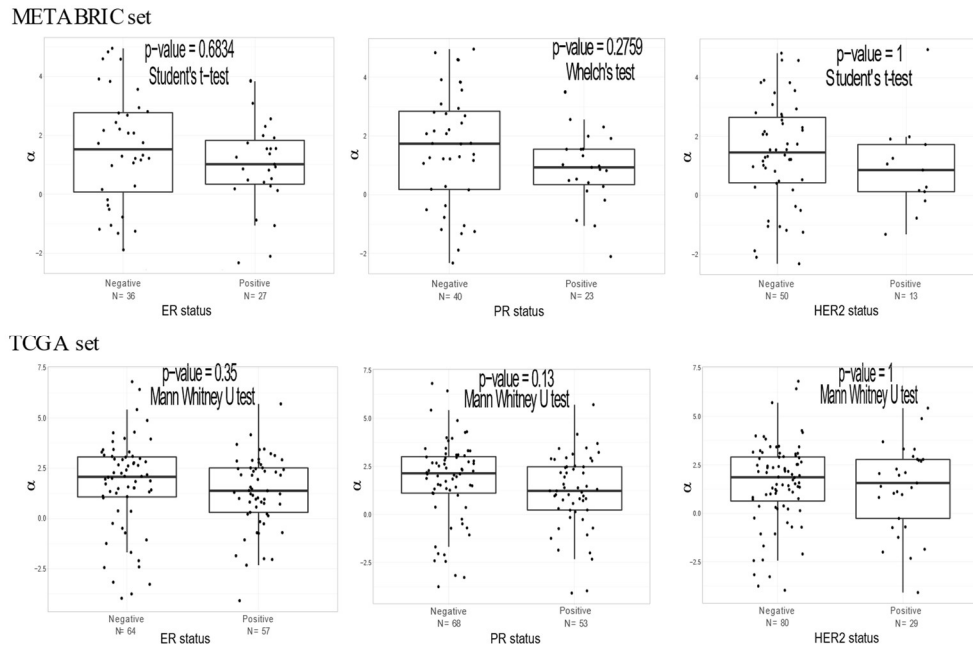 METABRIC set
p-value = 0.6834
Student's t-test
4
2
0
-2
α
Negative
N= 36
Positive
N= 27
ER status
p-value = 0.2759
Whelch's test
4
2
0
-2
α
Negative
N= 40
Positive
N= 23
PR status
p-value = 1
Student's t-test
4
2
0
-2
α
Negative
N= 50
Positive
N= 13
HER2 status
TCGA set
p-value = 0.35
Mann Whitney U test
7.5
5.0
2.5
0.0
-2.5
α
Negative
N= 64
Positive
N= 57
ER status
p-value = 0.13
Mann Whitney U test
7.5
5.0
2.5
0.0
-2.5
α
Negative
N= 68
Positive
N= 53
PR status
p-value = 1
Mann Whitney U test
7.5
5.0
2.5
0.0
-2.5
α
Negative
N= 80
Positive
N= 29
HER2 status